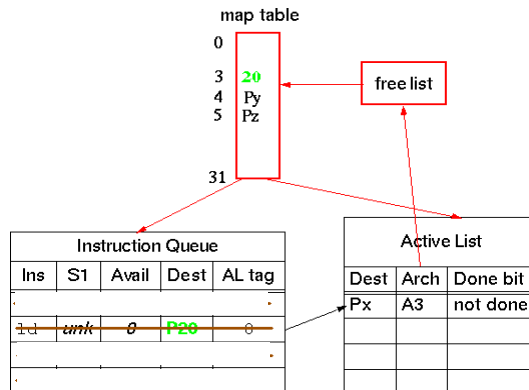 map table
0
3 20
4 Py
5 Pz
31
free list
Instruction Queue
Ins S1 Avail Dest AL tag
ld unk 0 P20 0
Active List
Dest Arch Done bit
Px A3 not done